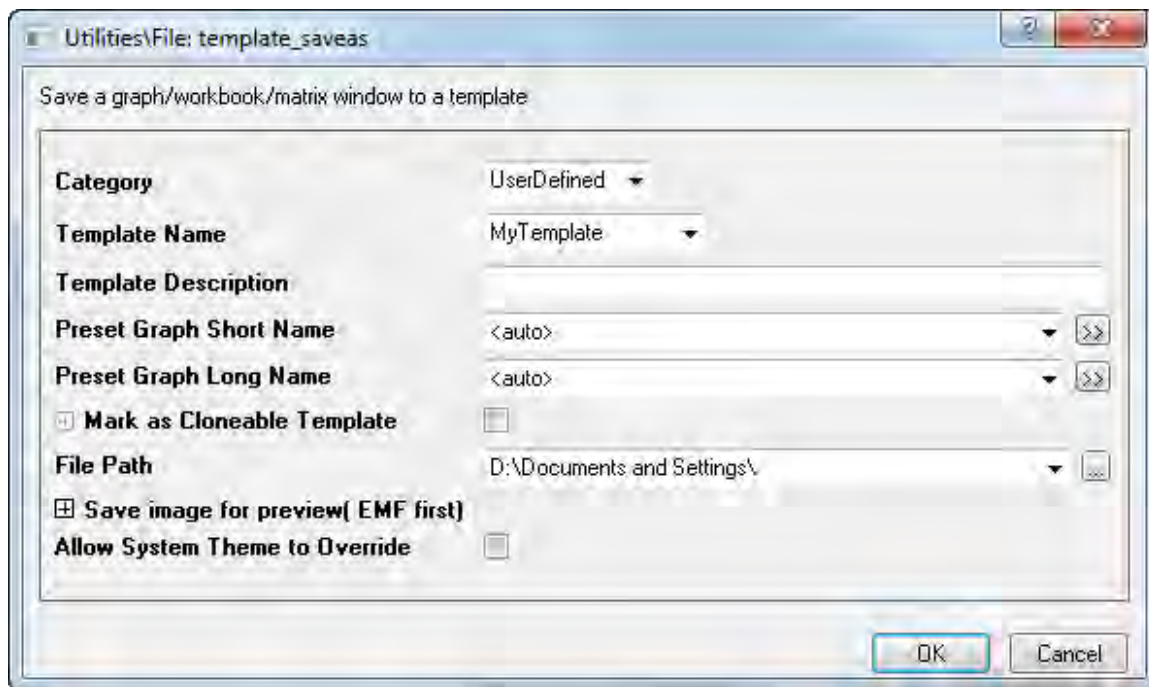 Utilities\File: template_saveas
Save a graph/workbook/matrix window to a template
Category UserDefined
Template Name MyTemplate
Template Description
Preset Graph Short Name <auto> >>
Preset Graph Long Name <auto> >>
Mark as Cloneable Template
File Path D:\Documents and Settings\ ...
Save image for preview( EMF first)
Allow System Theme to Override
OK Cancel